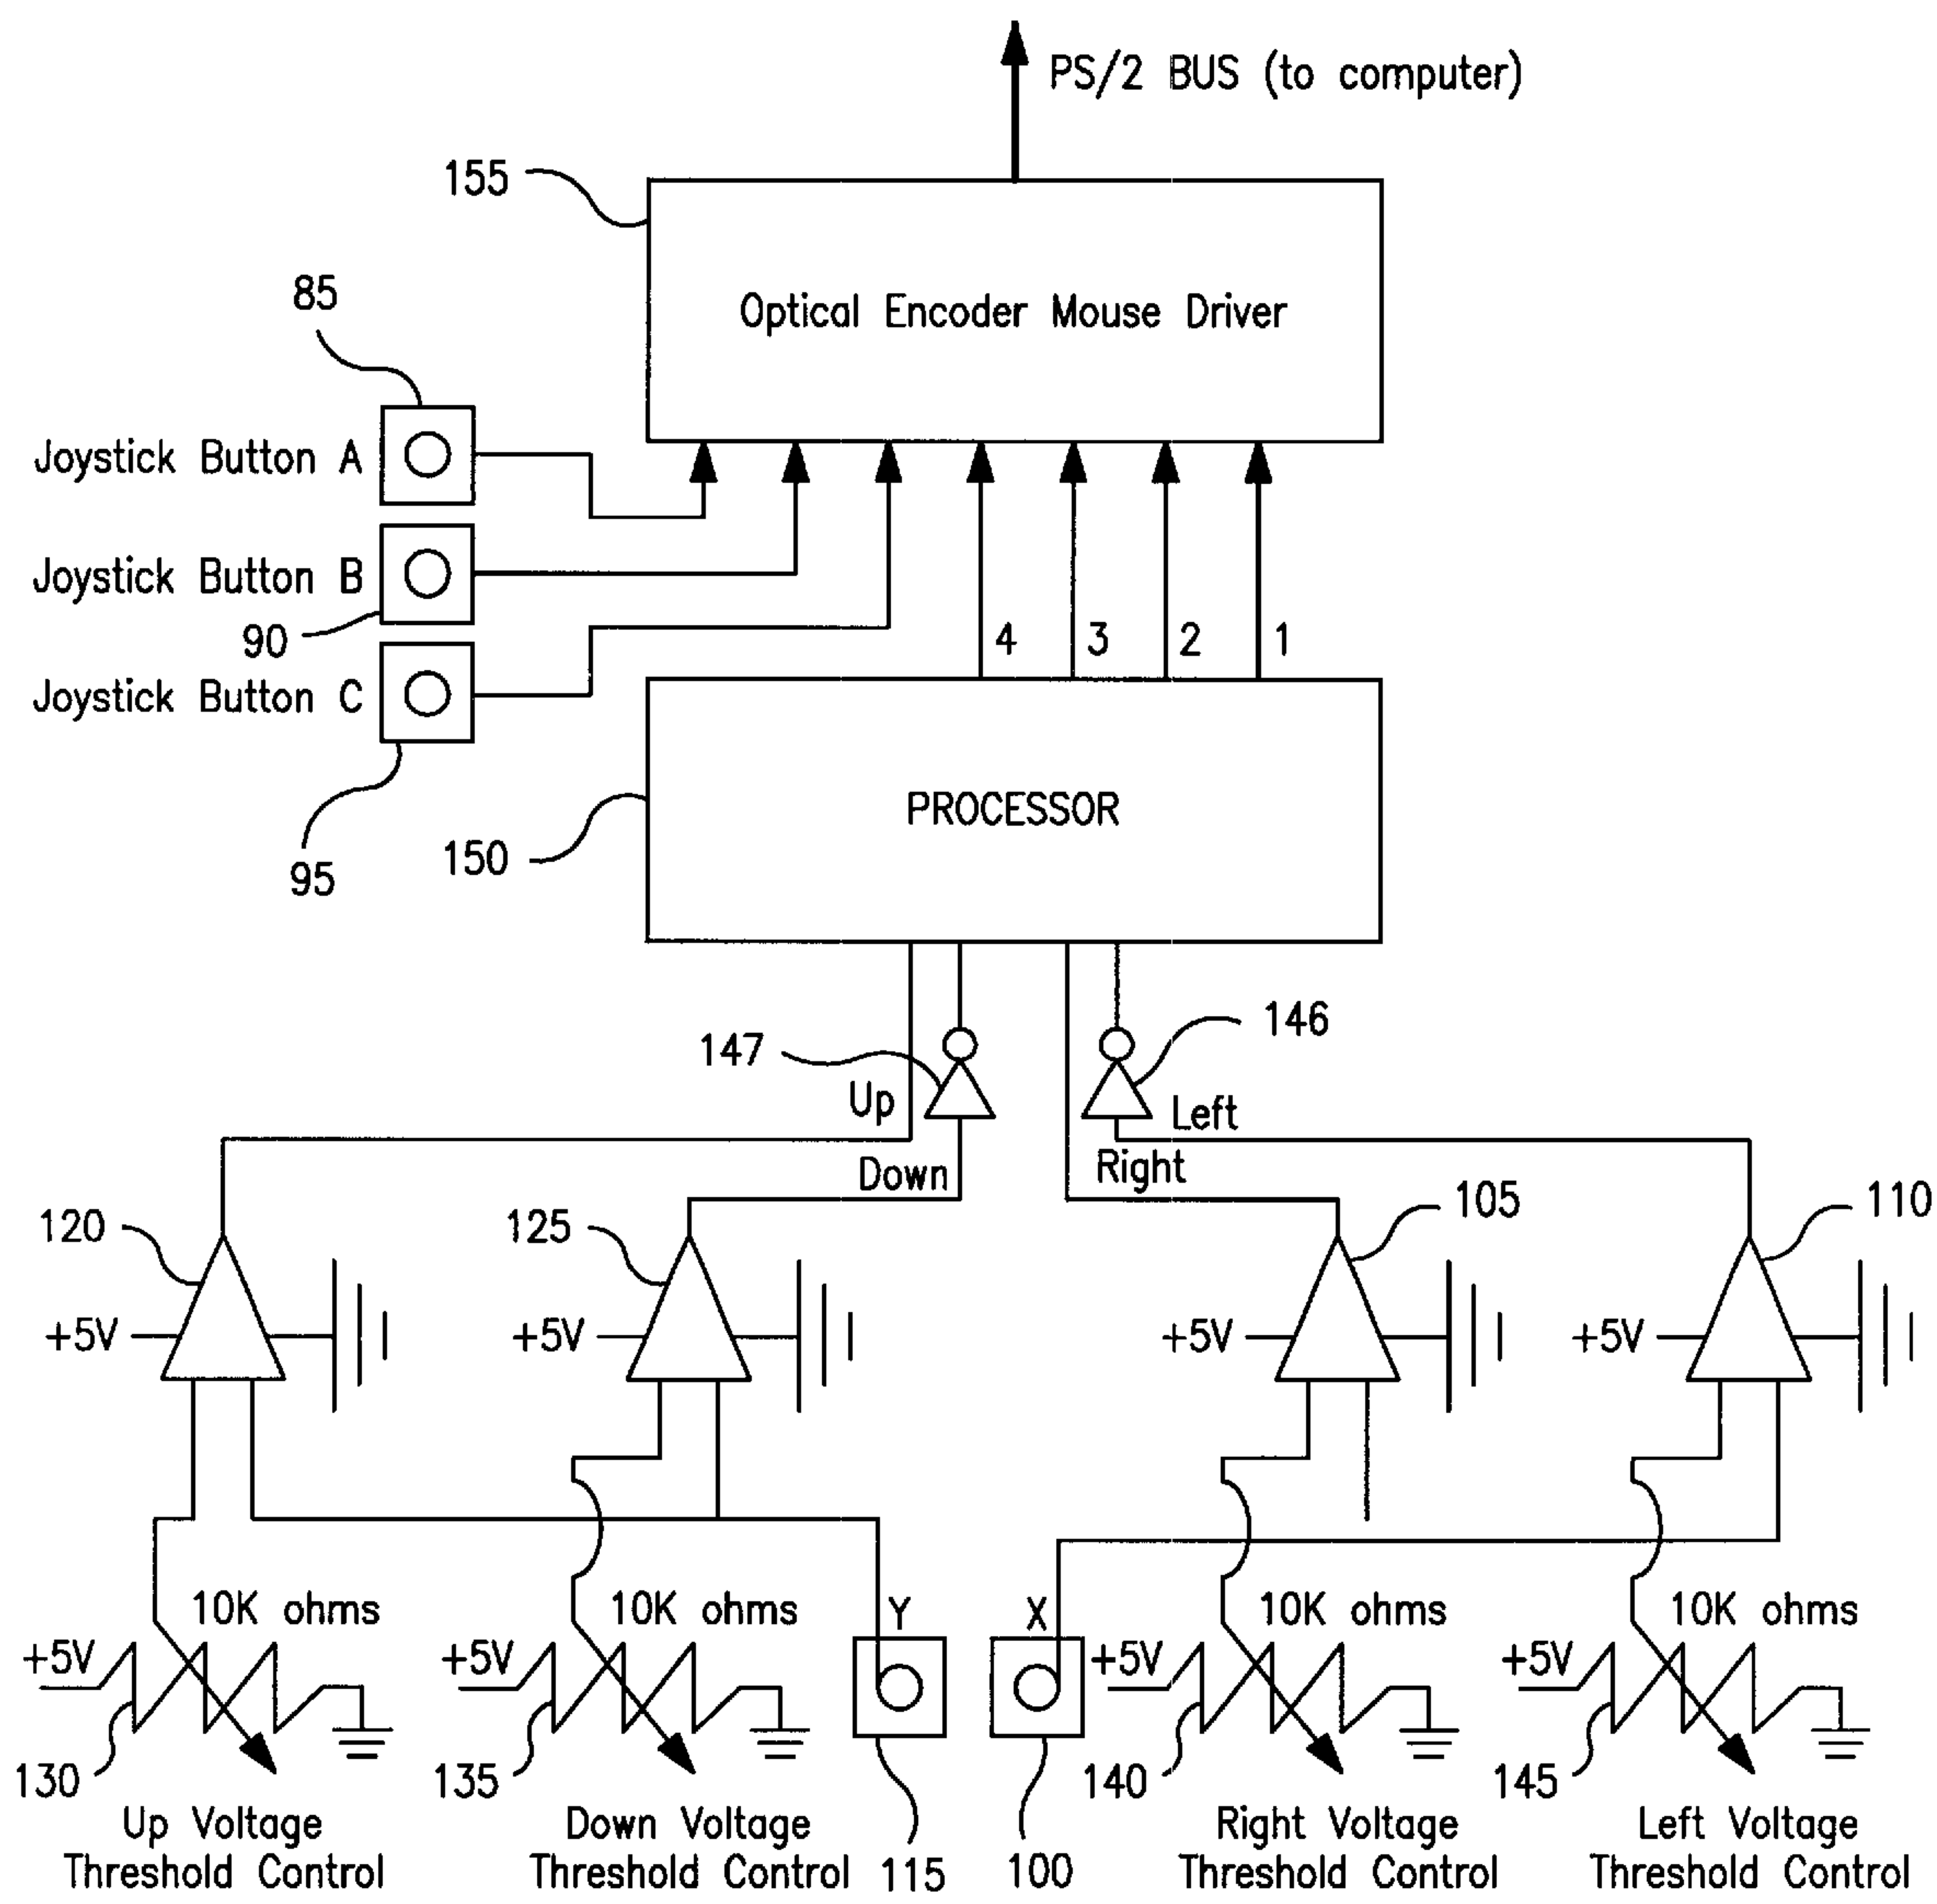 PS/2 BUS (to computer)
155
Optical Encoder Mouse Driver
85
Joystick Button A
Joystick Button B
90
Joystick Button C
95
4 3 2 1
150
PROCESSOR
147
146
Up
Left
Down
Right
120
125
105
110
+5V
+5V
+5V
+5V
10K ohms
10K ohms
Y
X
10K ohms
10K ohms
+5V
+5V
+5V
+5V
130
135
140
145
Up Voltage
Threshold Control
Down Voltage
Threshold Control
115
100
Right Voltage
Threshold Control
Left Voltage
Threshold Control